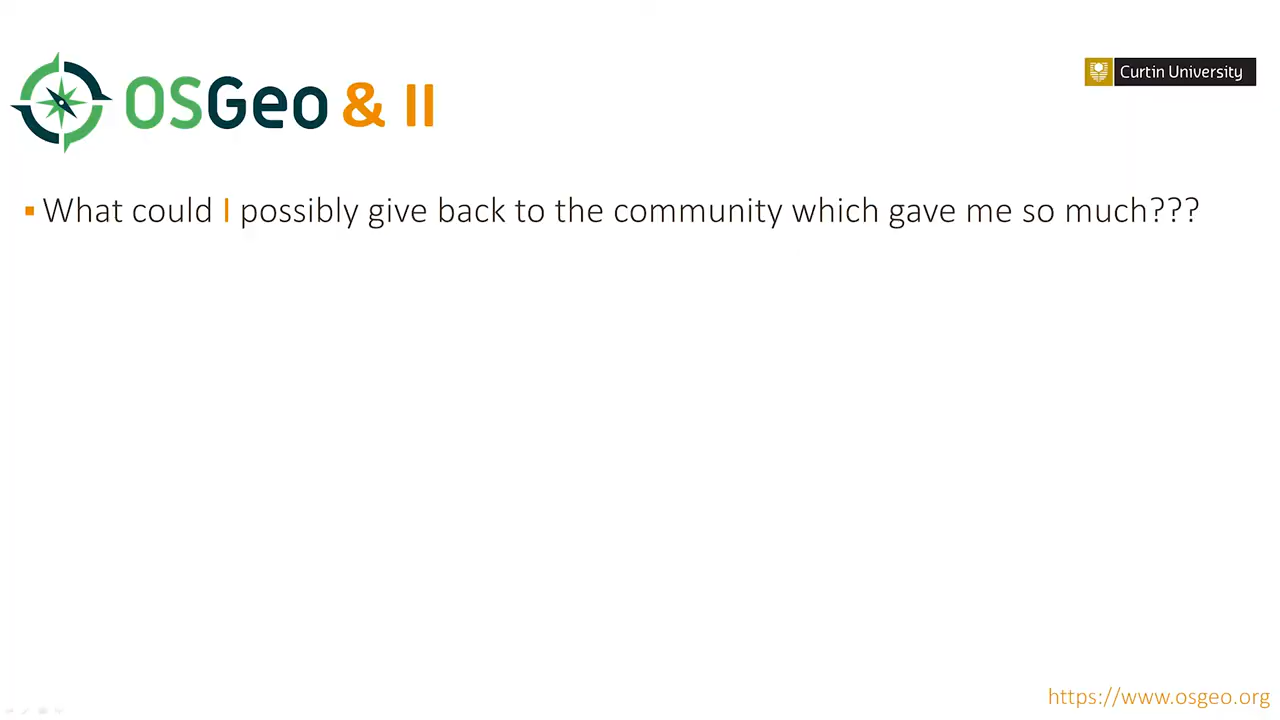 OSGeo & II
Curtin University
▪ What could I possibly give back to the community which gave me so much???
https://www.osgeo.org